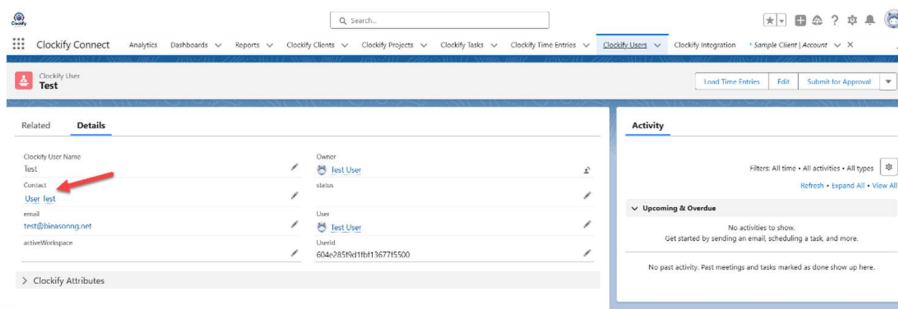 Clockify
Search...
Clockify Connect
Analytics
Dashboards
Reports
Clockify Clients
Clockify Projects
Clockify Tasks
Clockify Time Entries
Clockify Users
Clockify Integration
* Sample Client | Account
Clockify User
Test
Load Time Entries
Edit
Submit for Approval
Related
Details
Activity
Clockify User Name
Test
Owner
Test User
Contact
User Test
status
email
test@bieasonng.net
User
Test User
activeWorkspace
UserId
604e285f9d1fbf13677f5500
Clockify Attributes
Filters: All time • All activities • All types
Refresh • Expand All • View All
Upcoming & Overdue
No activities to show.
Get started by sending an email, scheduling a task, and more.
No past activity. Past meetings and tasks marked as done show up here.